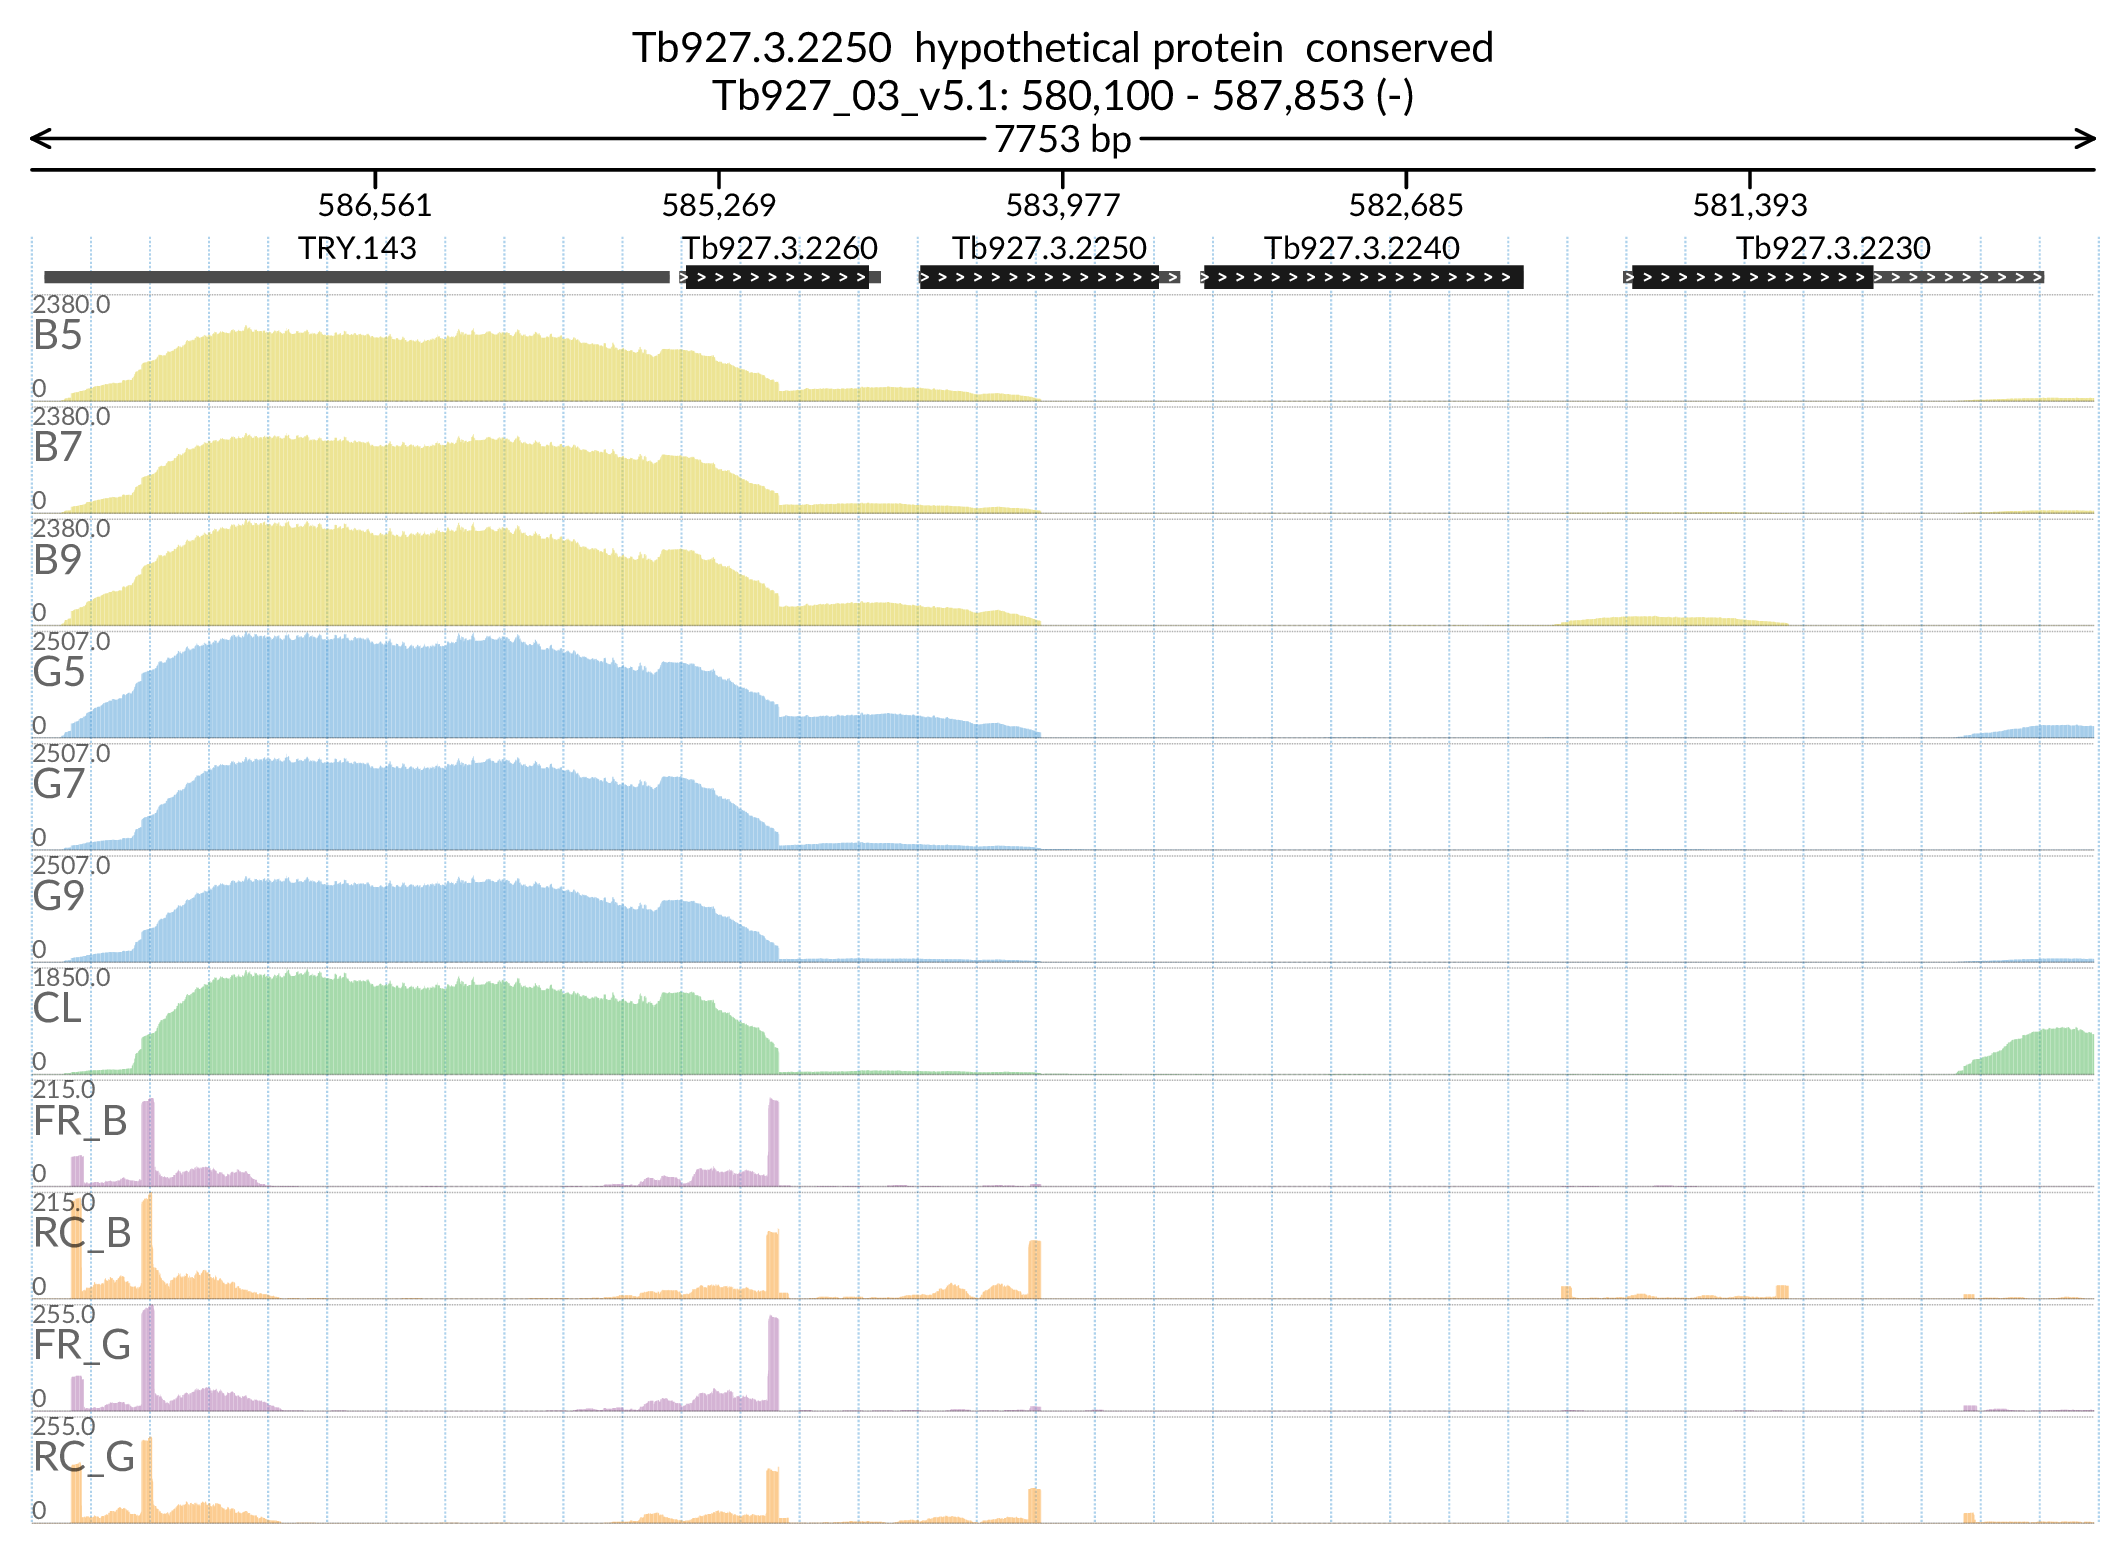 Tb927.3.2250 hypothetical protein conserved
Tb927_03_v5.1: 580,100 - 587,853 (-)
7753 bp
586,561 585,269 583,977 582,685 581,393
TRY.143 Tb927.3.2260 Tb927.3.2250 Tb927.3.2240 Tb927.3.2230
2380.0
B5
0
2380.0
B7
0
2380.0
B9
0
2507.0
G5
0
2507.0
G7
0
2507.0
G9
0
1850.0
CL
0
215.0
FR_B
0
215.0
RC_B
0
255.0
FR_G
0
255.0
RC_G
0